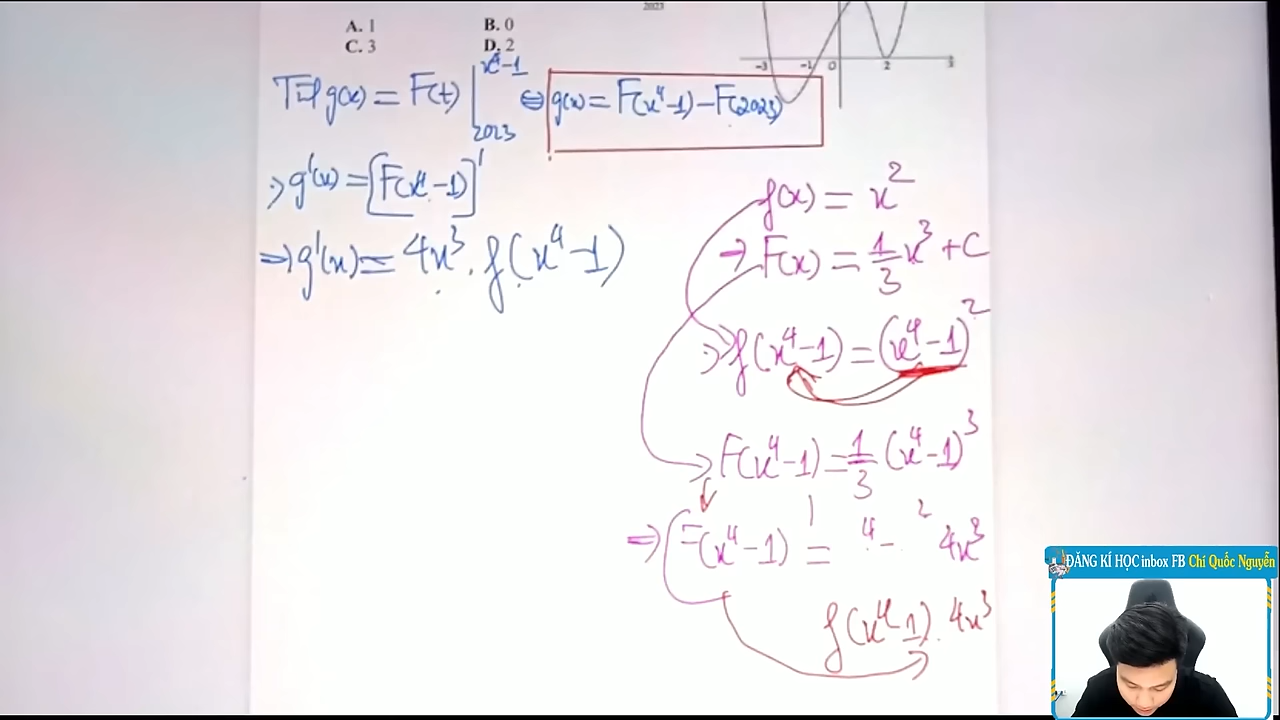 2023
A. 1 B. 0
C. 3 D. 2
-3 -1 0 2 3
g(x) = F(t) | x⁴-1 2023 ⇔ g(x) = F(x⁴-1) - F(2023)
⇒ g'(x) = [F(x⁴-1)]'
⇒ g'(x) = 4x³. f(x⁴-1)
f(x) = x²
⇒ F(x) = 1/3 x³ + C
⇒ f(x⁴-1) = (x⁴-1)²
F(x⁴-1) = 1/3 (x⁴-1)³
⇒ F(x⁴-1)' = ⁴- ² 4x³
f(x⁴-1). 4x³
ĐĂNG KÍ HỌC inbox FB Chí Quốc Nguyễn